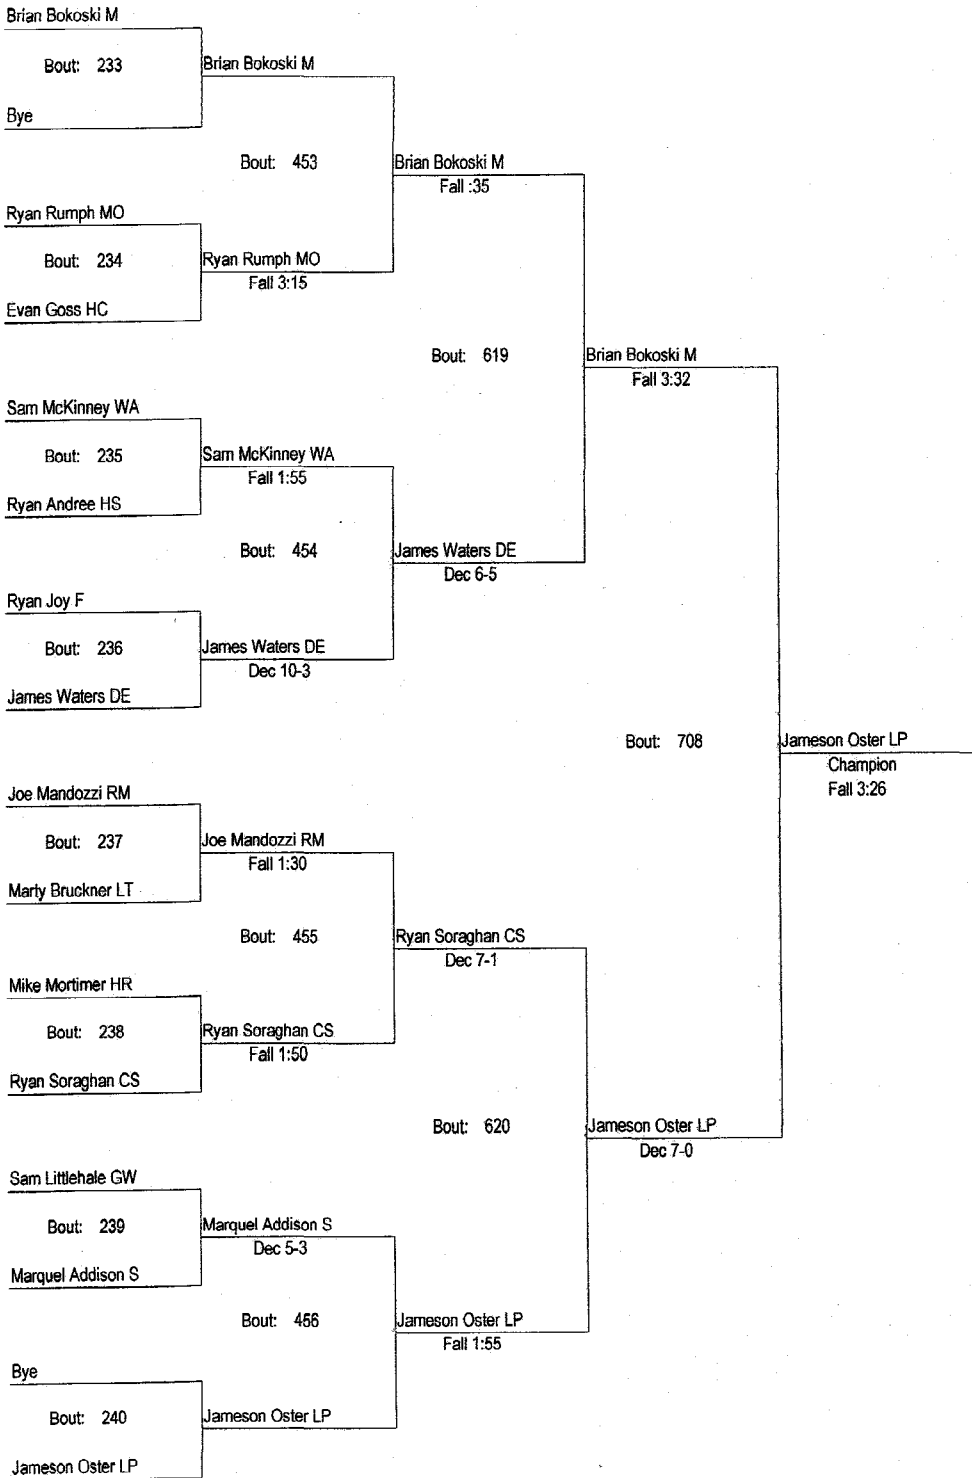 Brian Bokoski M
Bout: 233
Brian Bokoski M
Bye
Bout: 453
Brian Bokoski M
Fall :35
Ryan Rumph MO
Bout: 234
Ryan Rumph MO
Fall 3:15
Evan Goss HC
Bout: 619
Brian Bokoski M
Fall 3:32
Sam McKinney WA
Bout: 235
Sam McKinney WA
Fall 1:55
Ryan Andree HS
Bout: 454
James Waters DE
Dec 6-5
Ryan Joy F
Bout: 236
James Waters DE
Dec 10-3
James Waters DE
Bout: 708
Jameson Oster LP
Champion
Fall 3:26
Joe Mandozzi RM
Bout: 237
Joe Mandozzi RM
Fall 1:30
Marty Bruckner LT
Bout: 455
Ryan Soraghan CS
Dec 7-1
Mike Mortimer HR
Bout: 238
Ryan Soraghan CS
Fall 1:50
Ryan Soraghan CS
Bout: 620
Jameson Oster LP
Dec 7-0
Sam Littlehale GW
Bout: 239
Marquel Addison S
Dec 5-3
Marquel Addison S
Bout: 456
Jameson Oster LP
Fall 1:55
Bye
Bout: 240
Jameson Oster LP
Jameson Oster LP